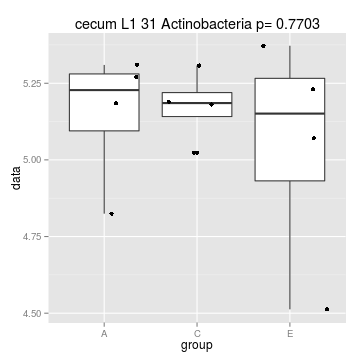 cecum L1 31 Actinobacteria p= 0.7703
data
5.25
5.00
4.75
4.50
A C E
group